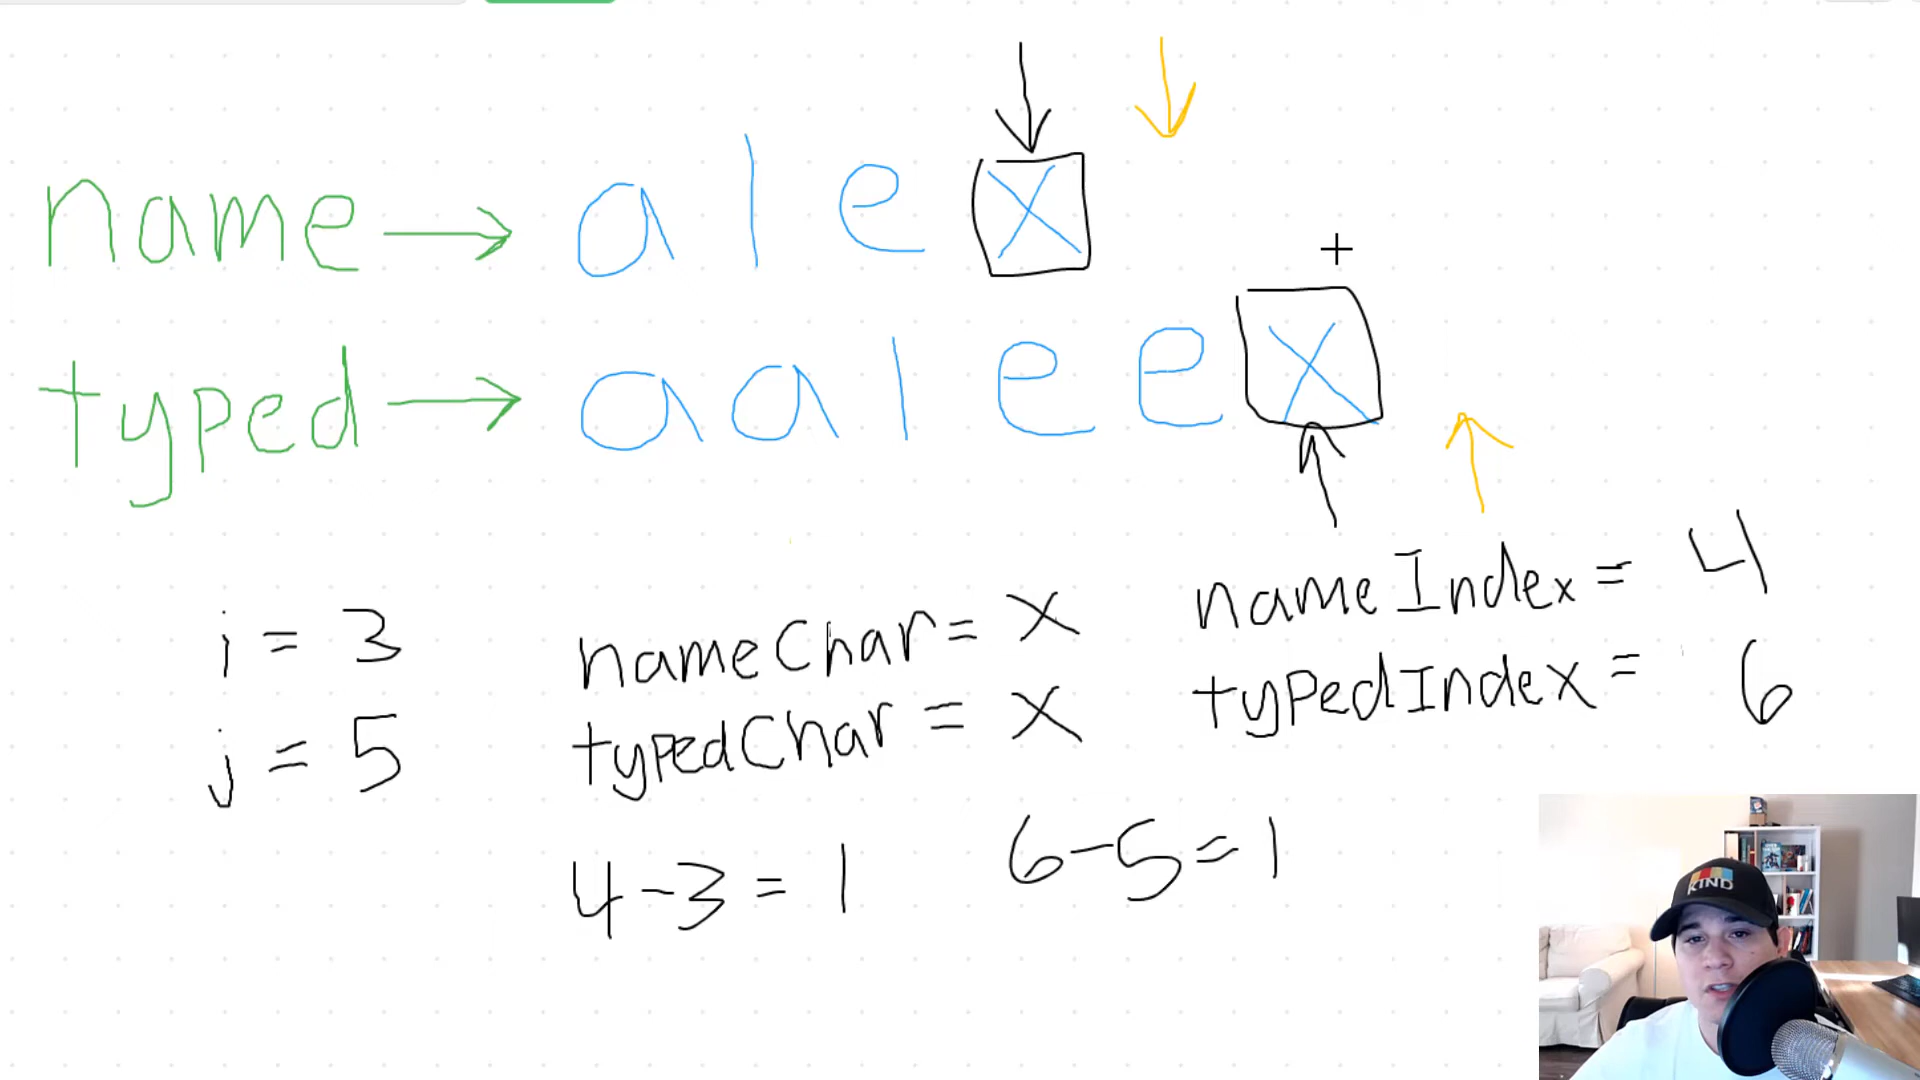 name → a l e x
typed → a a l e e x
i = 3
j = 5
nameChar = x
typedChar = x
nameIndex = 4
typedIndex = 6
4-3 = 1
6-5 = 1
KIND